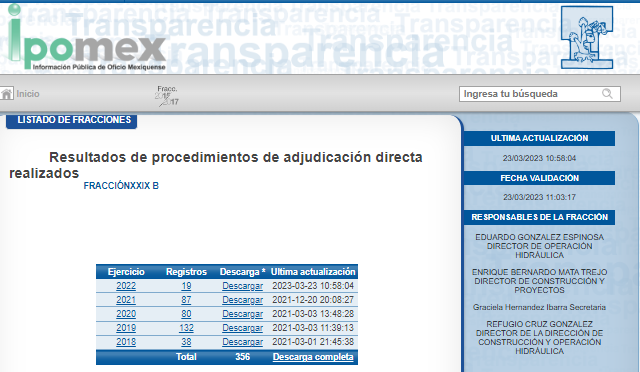 Transparencia
ipomex
Información Pública de Oficio Mexiquense
Inicio
Fracc.
Ingresa tu búsqueda
LISTADO DE FRACCIONES
Resultados de procedimientos de adjudicación directa
realizados
FRACCIÓNXXIX B
Ejercicio Registros Descarga * Ultima actualización
2022 19 Descargar 2023-03-23 10:58:04
2021 87 Descargar 2021-12-20 20:08:27
2020 80 Descargar 2021-03-03 13:48:28
2019 132 Descargar 2021-03-03 11:39:13
2018 38 Descargar 2021-03-01 21:45:38
Total 356 Descarga completa
ULTIMA ACTUALIZACIÓN
23/03/2023 10:58:04
FECHA VALIDACIÓN
23/03/2023 11:03:17
RESPONSABLES DE LA FRACCIÓN
EDUARDO GONZALEZ ESPINOSA
DIRECTOR DE OPERACIÓN
HIDRÁULICA
ENRIQUE BERNARDO MATA TREJO
DIRECTOR DE CONSTRUCCIÓN Y
PROYECTOS
Graciela Hernandez Ibarra Secretaria
REFUGIO CRUZ GONZALEZ
DIRECTOR DE LA DIRECCIÓN DE
CONSTRUCCIÓN Y OPERACIÓN
HIDRÁULICA